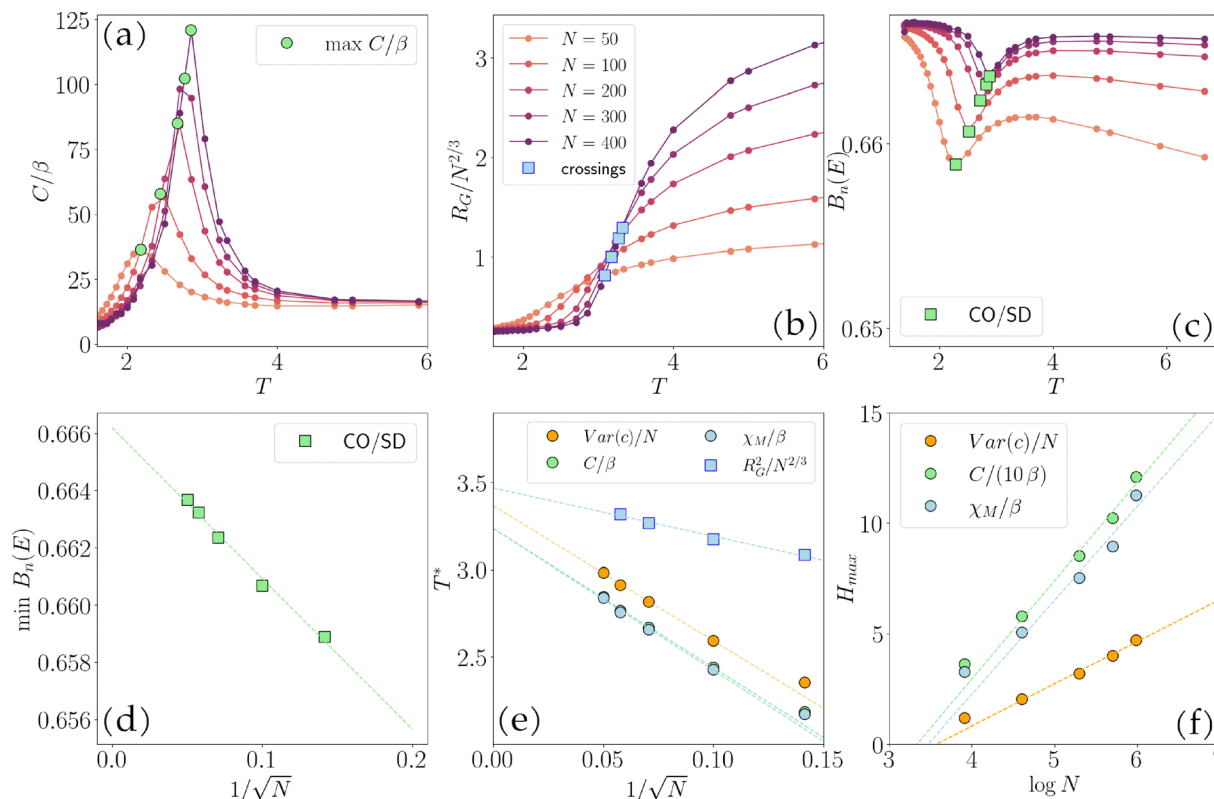 (a)
max C/β
C/β
125
100
75
50
25
0
2
4
6
T
(b)
N = 50
N = 100
N = 200
N = 300
N = 400
crossings
R_G/N^{2/3}
3
2
1
2
4
6
T
(c)
CO/SD
B_n(E)
0.66
0.65
2
4
6
T
(d)
CO/SD
min B_n(E)
0.666
0.664
0.662
0.660
0.658
0.656
0.0
0.1
0.2
1/√N
(e)
Var(c)/N
C/β
χ_M/β
R_G^2/N^{2/3}
T*
3.5
3.0
2.5
0.00
0.05
0.10
0.15
1/√N
(f)
Var(c)/N
C/(10β)
χ_M/β
H_{max}
15
10
5
0
3
4
5
6
log N